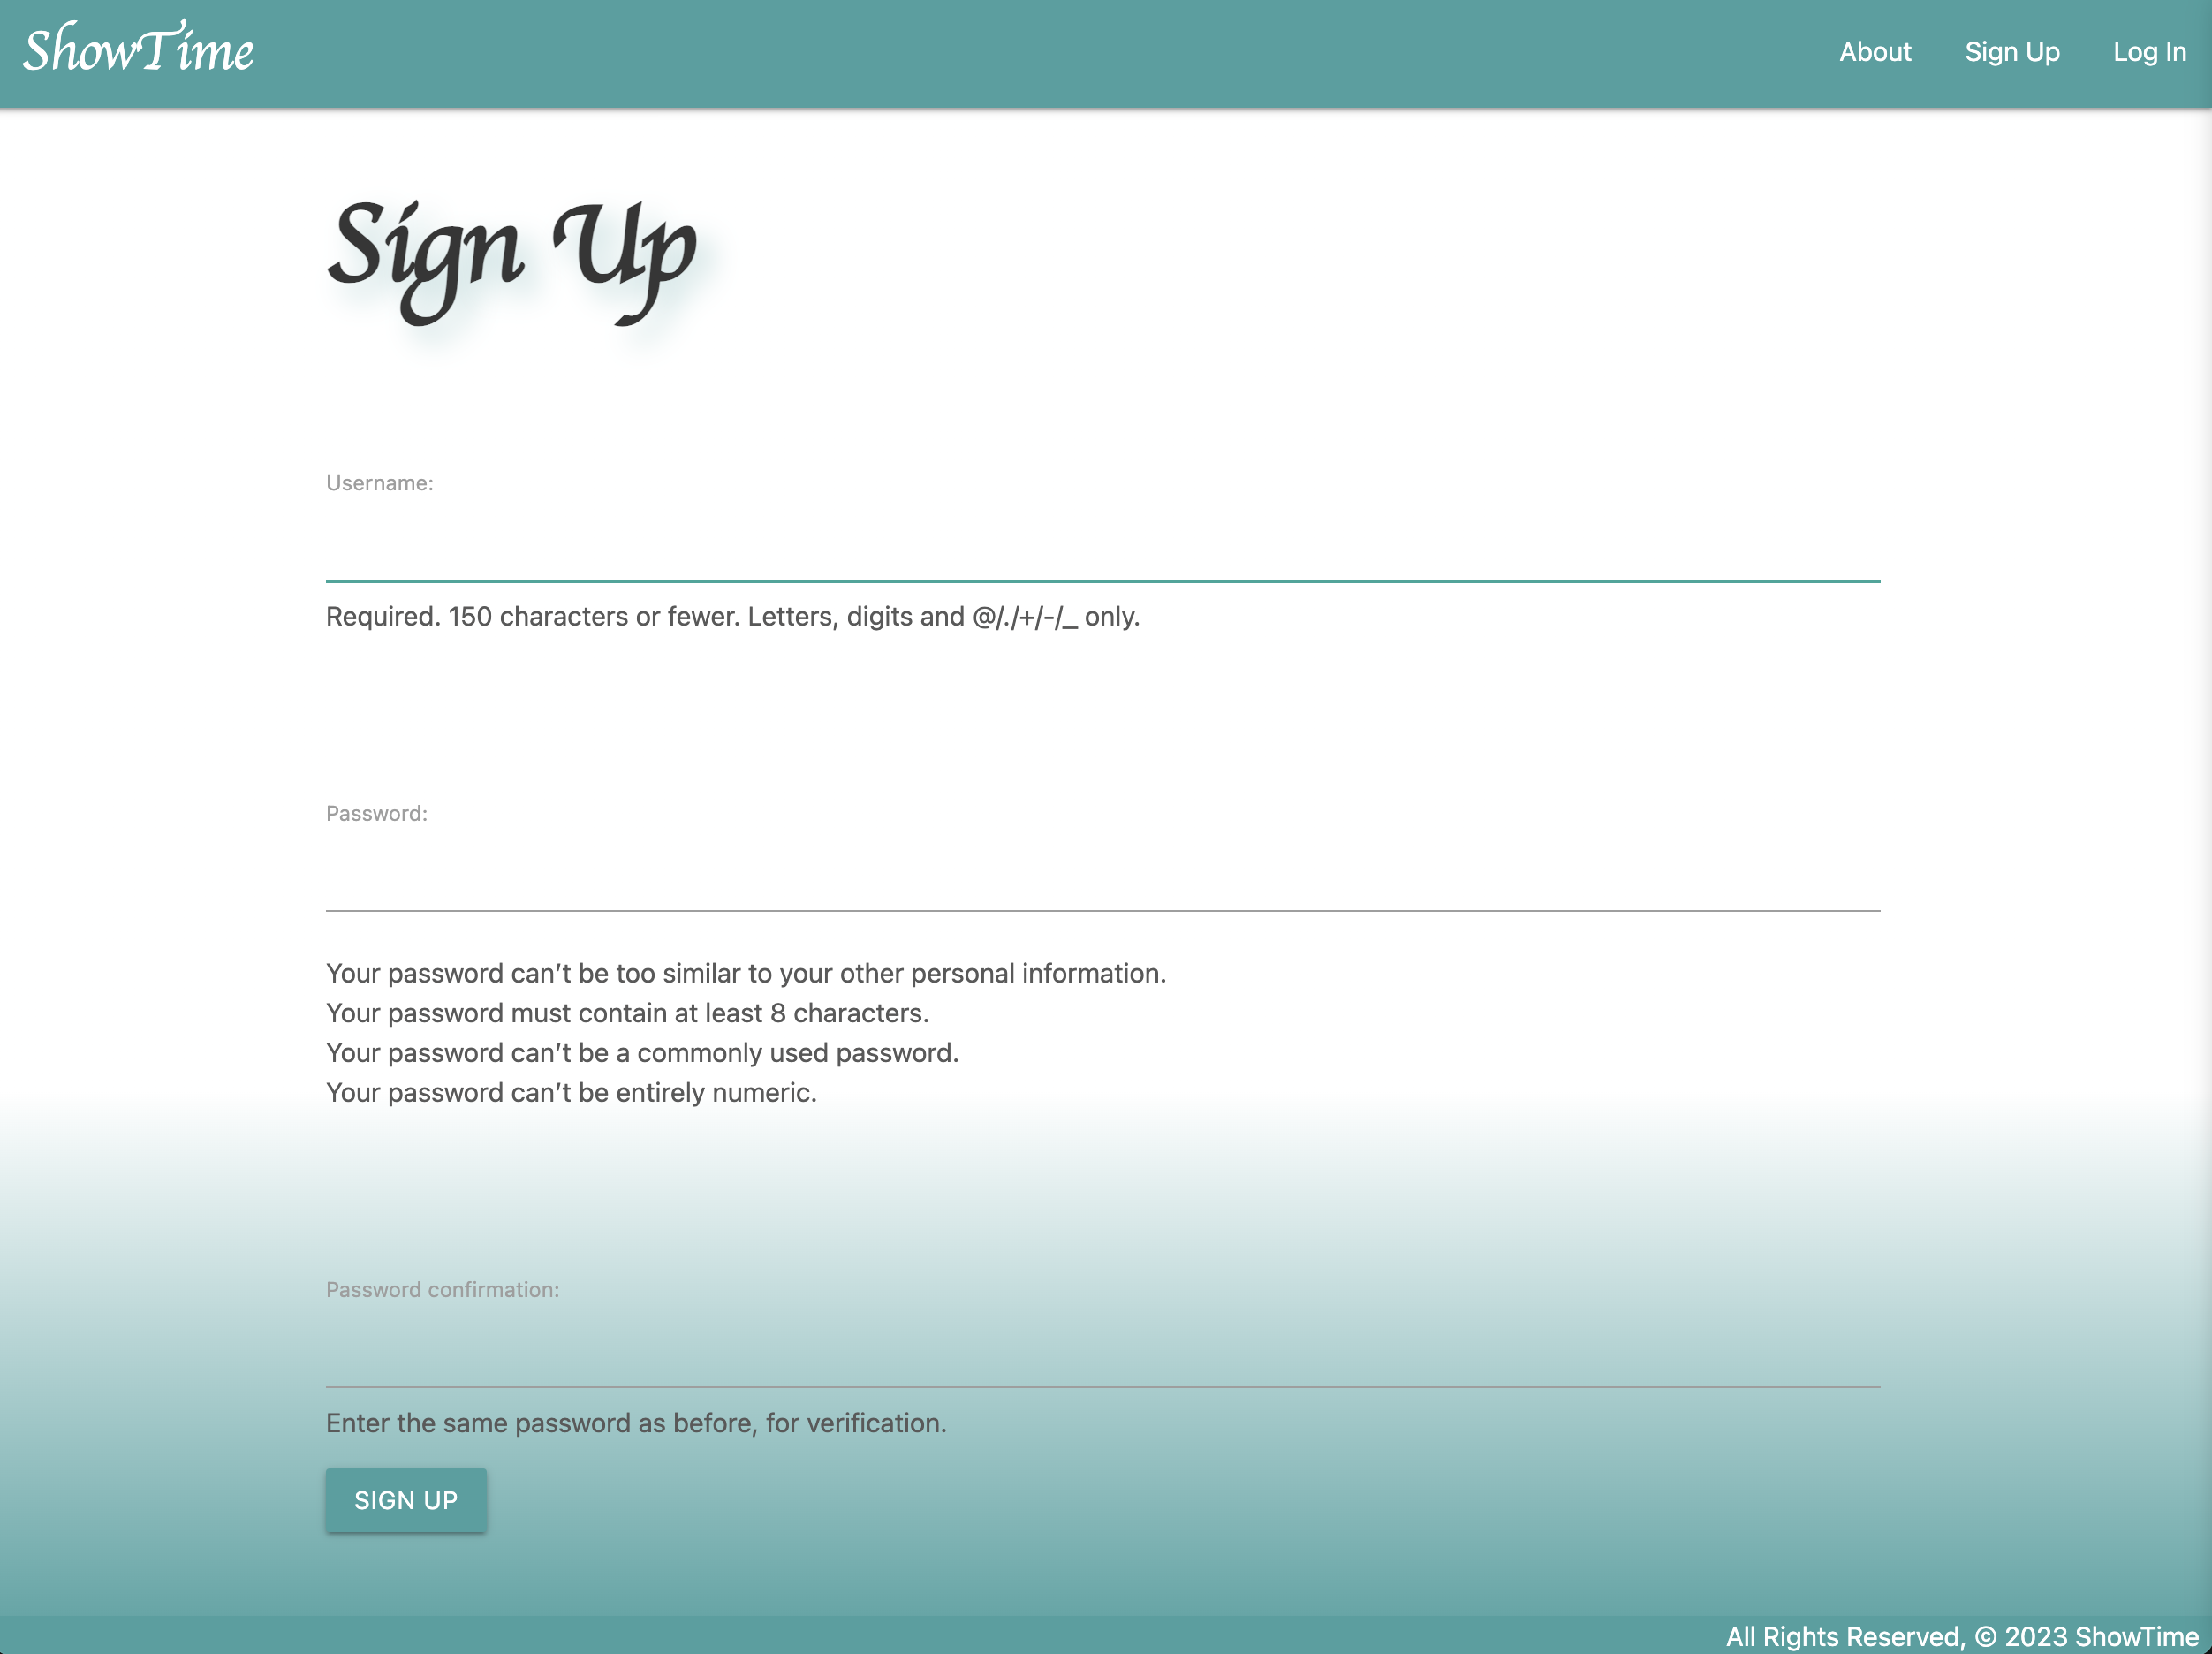 ShowTime
About Sign Up Log In
Sign Up
Username:
Required. 150 characters or fewer. Letters, digits and @/./+/-/_ only.
Password:
Your password can’t be too similar to your other personal information.
Your password must contain at least 8 characters.
Your password can’t be a commonly used password.
Your password can’t be entirely numeric.
Password confirmation:
Enter the same password as before, for verification.
SIGN UP
All Rights Reserved, © 2023 ShowTime